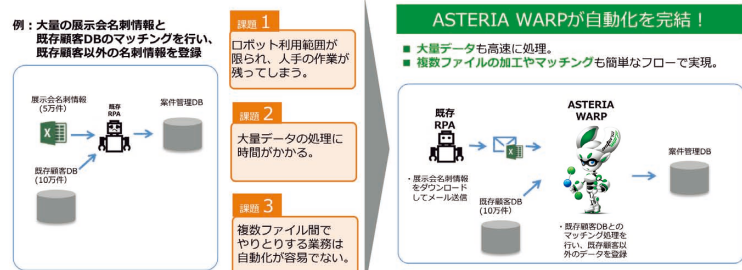 例：大量の展示会名刺情報と
既存顧客DBのマッチングを行い、
既存顧客以外の名刺情報を登録
展示会名刺情報
(5万件)
既存
RPA
案件管理DB
既存顧客DB
(10万件)
課題 1
ロボット利用範囲が
限られ、人手の作業が
残ってしまう。
課題 2
大量データの処理に
時間がかかる。
課題 3
複数ファイル間で
やりとりする業務は
自動化が容易でない。
ASTERIA WARPが自動化を完結！
■ 大量データも高速に処理。
■ 複数ファイルの加工やマッチングも簡単なフローで実現。
既存
RPA
・展示会名刺情報
をダウンロード
してメール送信
既存顧客DB
(10万件)
ASTERIA
WARP
・既存顧客DBとの
マッチング処理を
行い、既存顧客以
外のデータを登録
案件管理DB